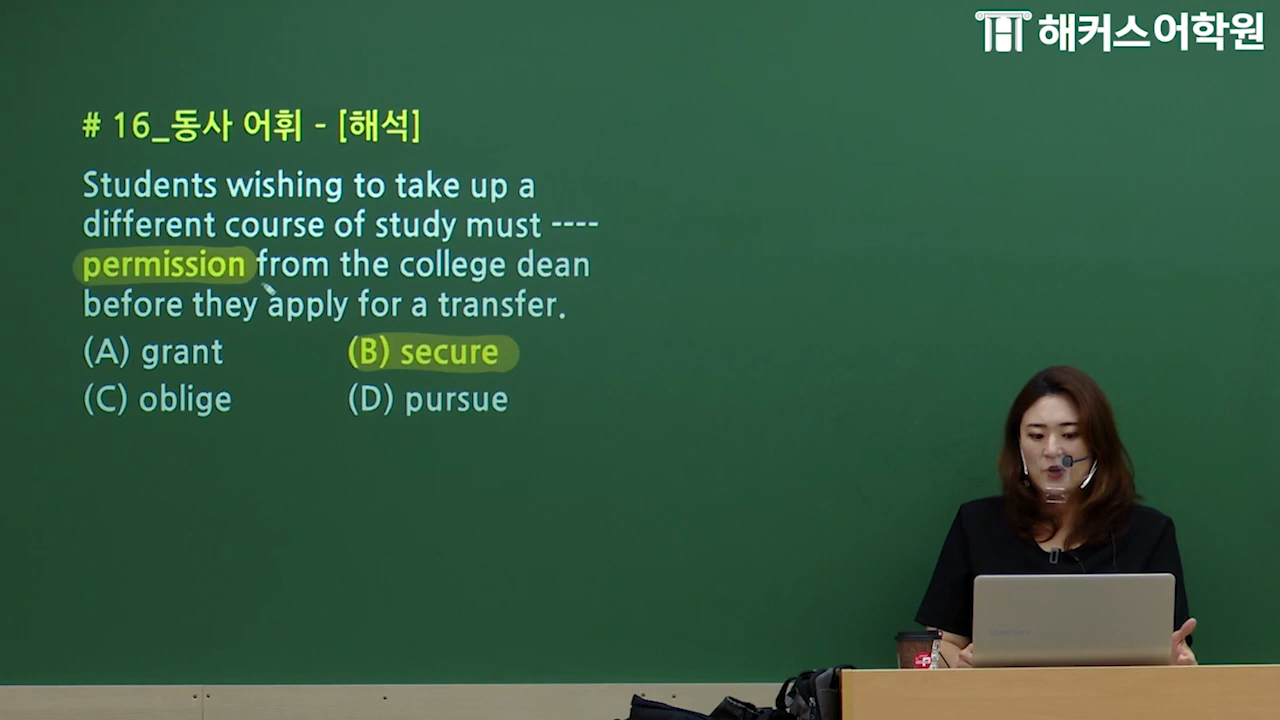 해커스어학원
# 16_동사 어휘 - [해석]
Students wishing to take up a
different course of study must ----
permission from the college dean
before they apply for a transfer.
(A) grant (B) secure
(C) oblige (D) pursue